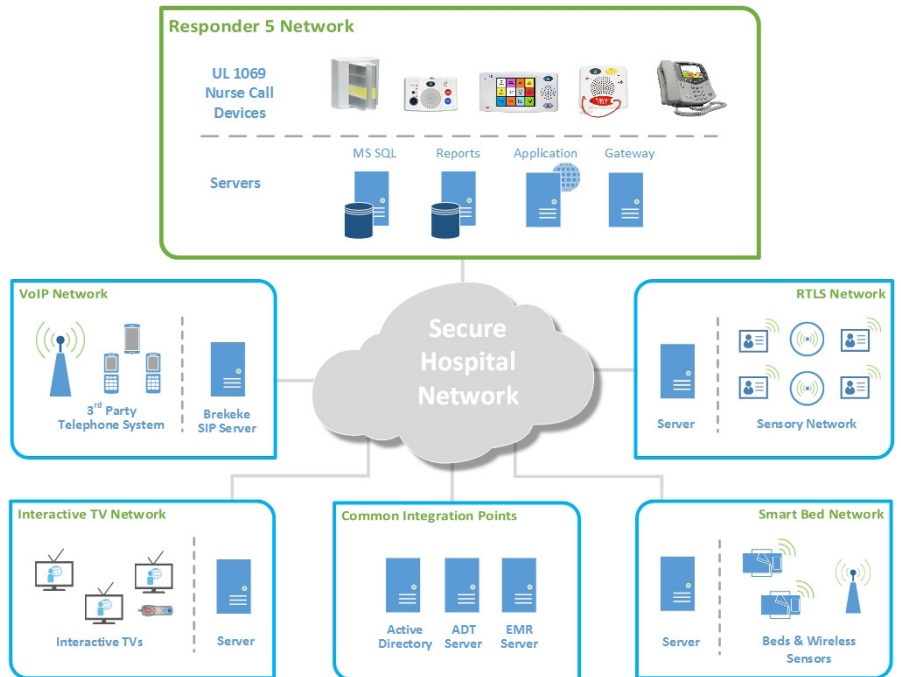 Responder 5 Network
UL 1069
Nurse Call
Devices
MS SQL
Reports
Application
Gateway
Servers
VoIP Network
3rd Party
Telephone System
Brekeke
SIP Server
Secure
Hospital
Network
RTLS Network
Server
Sensory Network
Interactive TV Network
Interactive TVs
Server
Common Integration Points
Active
Directory
ADT
Server
EMR
Server
Smart Bed Network
Server
Beds & Wireless
Sensors